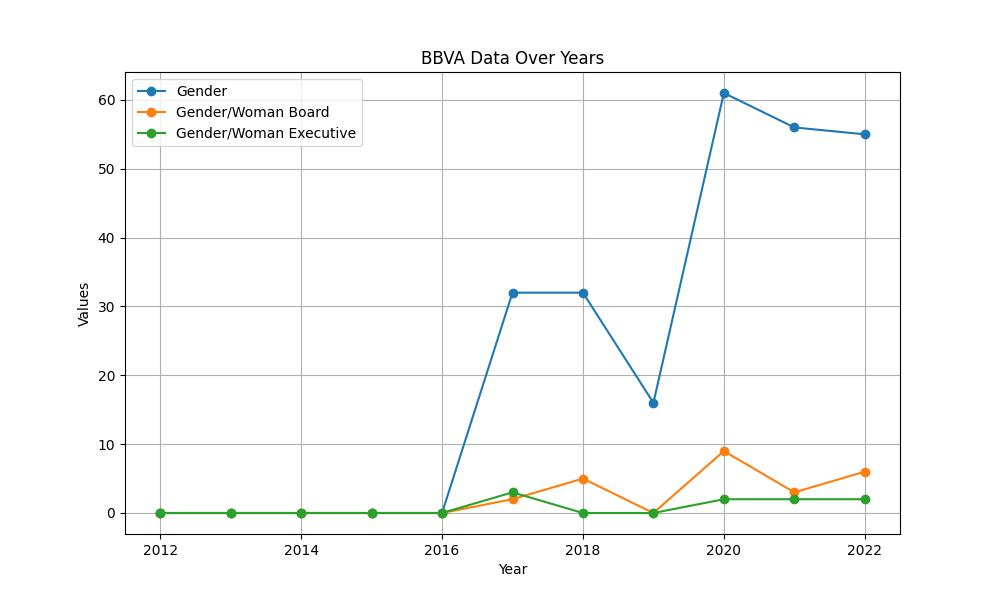 BBVA Data Over Years
Gender
Gender/Woman Board
Gender/Woman Executive
60
50
40
30
20
10
0
Values
2012
2014
2016
2018
2020
2022
Year